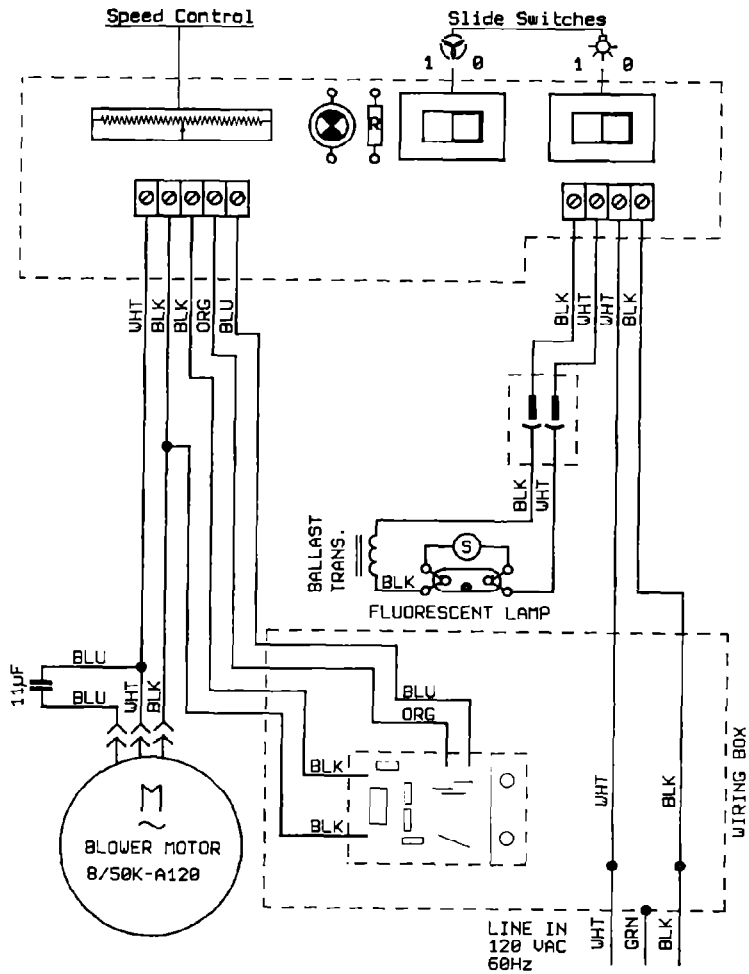 Speed Control
Slide Switches
1 0
1 0
R
WHT
BLK
BLK
ORG
BLU
BLK
WHT
WHT
BLK
BLK
WHT
BALLAST
TRANS.
S
BLK
FLUORESCENT LAMP
11µF
BLU
BLU
WHT
BLK
BLU
ORG
BLK
BLK
M
~
BLOWER MOTOR
8/50K-A120
WHT
BLK
WIRING BOX
LINE IN
120 VAC
60Hz
WHT
GRN
BLK